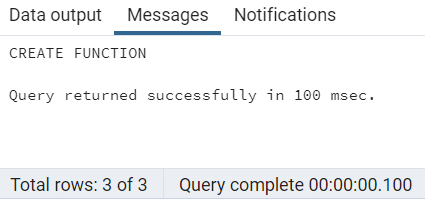 Data output Messages Notifications
CREATE FUNCTION
Query returned successfully in 100 msec.
Total rows: 3 of 3 Query complete 00:00:00.100